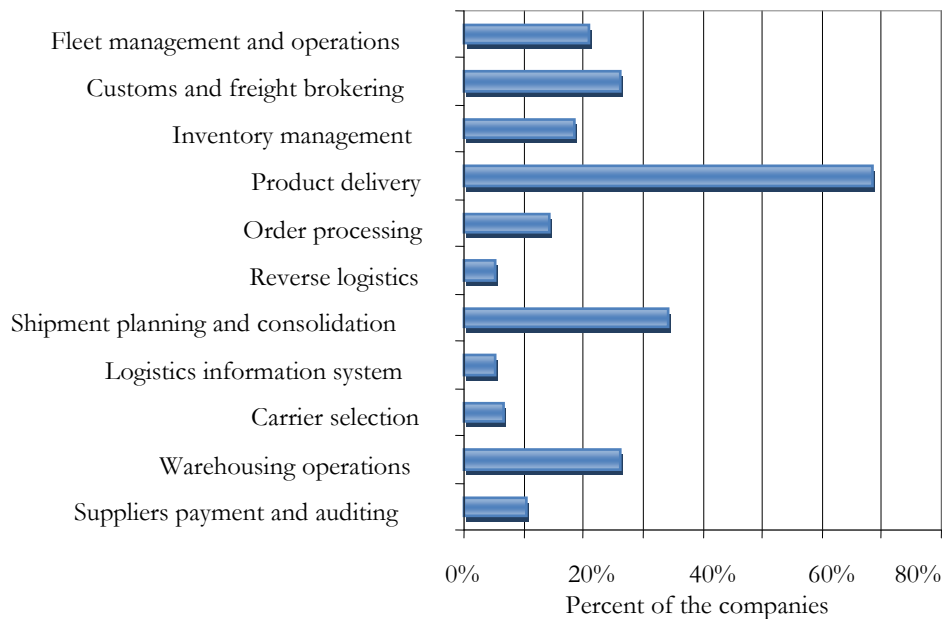 Fleet management and operations
Customs and freight brokering
Inventory management
Product delivery
Order processing
Reverse logistics
Shipment planning and consolidation
Logistics information system
Carrier selection
Warehousing operations
Suppliers payment and auditing
0% 20% 40% 60% 80%
Percent of the companies